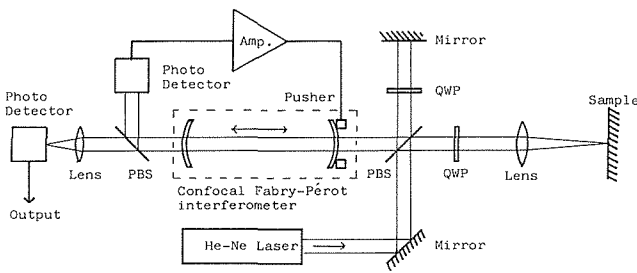 Amp.
Mirror
Photo
Detector
QWP
Photo
Detector
Pusher
Sample
Lens
PBS
PBS
QWP
Lens
Confocal Fabry-Pérot
interferometer
Output
He-Ne Laser
Mirror